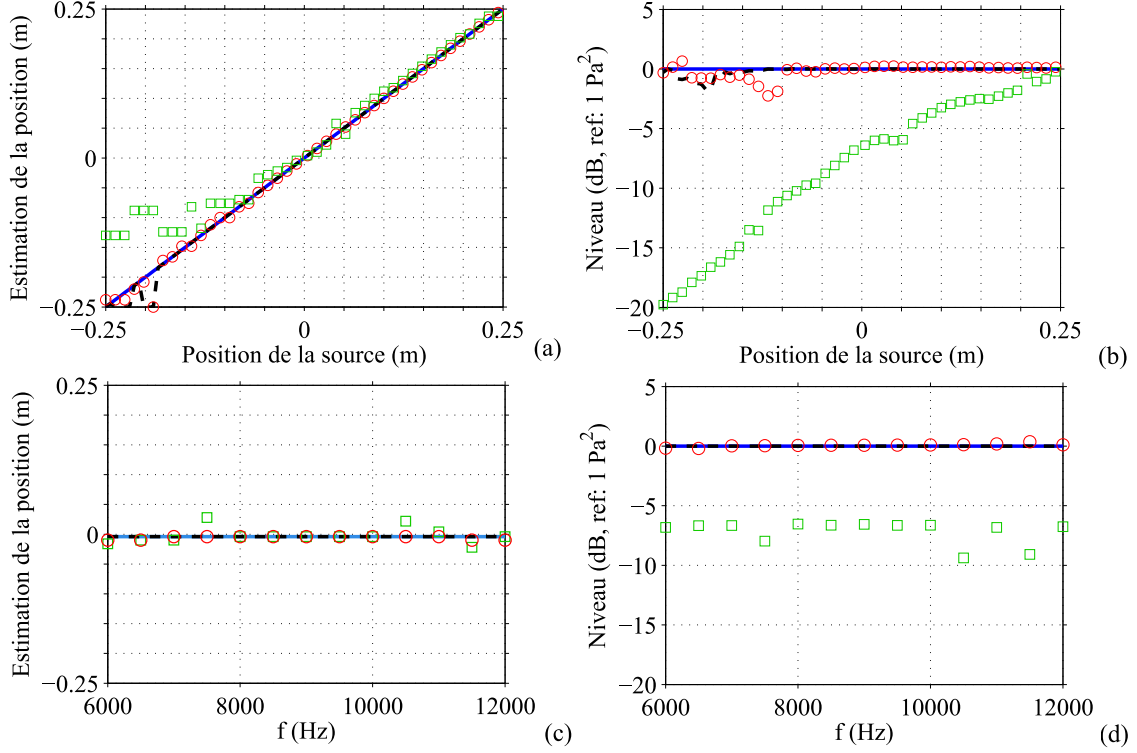 0.25
0
−0.25
Estimation de la position (m)
−0.25
0
0.25
Position de la source (m)
(a)
5
0
−5
−10
−15
−20
Niveau (dB, ref: 1 Pa²)
−0.25
0
0.25
Position de la source (m)
(b)
0.25
0
−0.25
Estimation de la position (m)
6000
8000
10000
12000
f (Hz)
(c)
5
0
−5
−10
−15
−20
Niveau (dB, ref: 1 Pa²)
6000
8000
10000
12000
f (Hz)
(d)